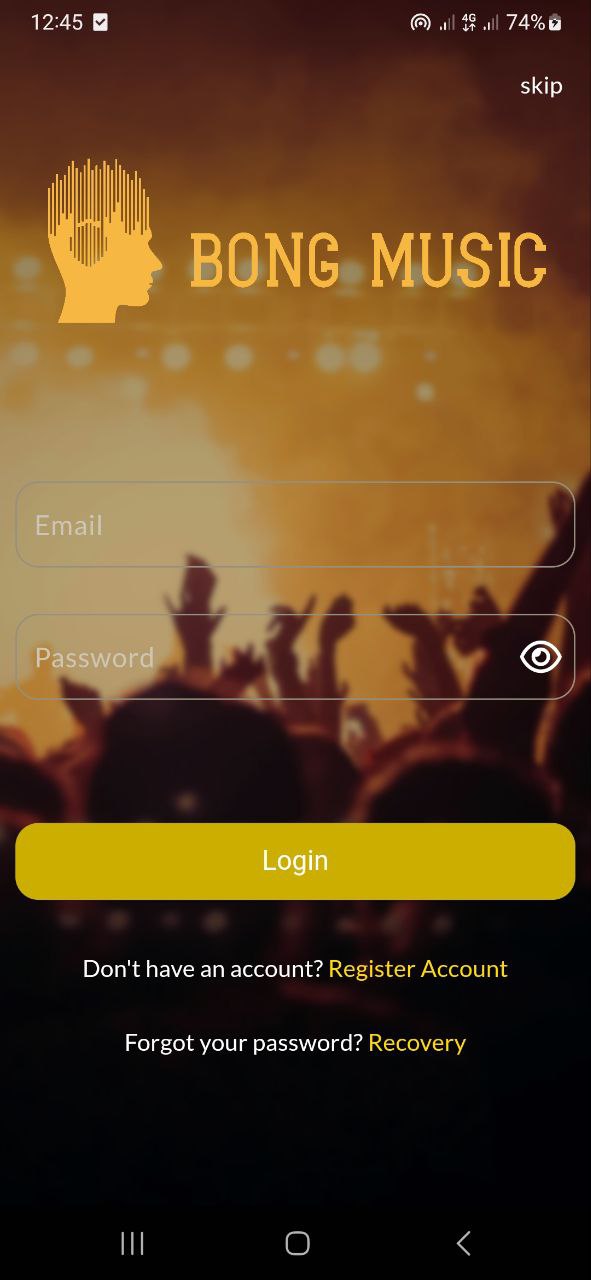 12:45 4G 74%
skip
BONG MUSIC
Email
Password
Login
Don't have an account? Register Account
Forgot your password? Recovery